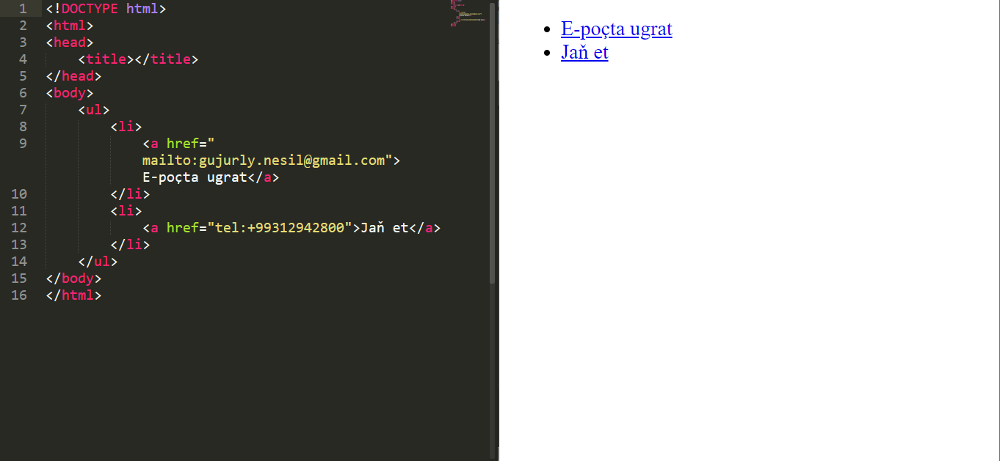 1 <!DOCTYPE html>
2 <html>
3 <head>
4 <title></title>
5 </head>
6 <body>
7 <ul>
8 <li>
9 <a href="
mailto:gujurly.nesil@gmail.com">
E-poçta ugrat</a>
10 </li>
11 <li>
12 <a href="tel:+99312942800">Jaň et</a>
13 </li>
14 </ul>
15 </body>
16 </html>
E-poçta ugrat
Jaň et